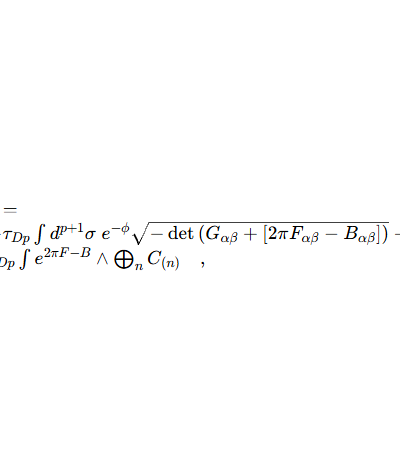 =
τ_{Dp} ∫ d^{p+1}σ e^{−ϕ} √(− det (G_{αβ} + [2πF_{αβ} − B_{αβ}])) −
_{Dp} ∫ e^{2πF−B} ∧ ⨁_n C_{(n)} ,